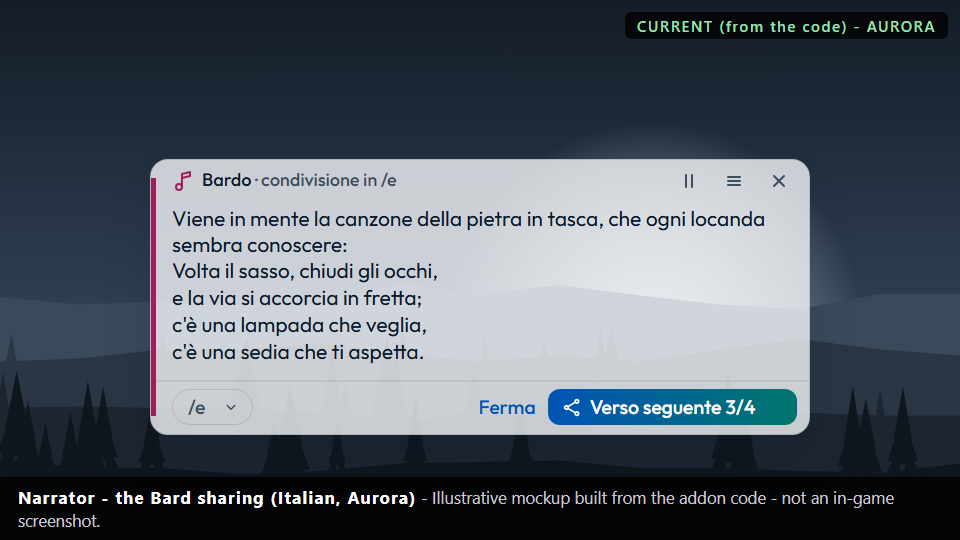 CURRENT (from the code) - AURORA
Bardo · condivisione in /e
Viene in mente la canzone della pietra in tasca, che ogni locanda
sembra conoscere:
Volta il sasso, chiudi gli occhi,
e la via si accorcia in fretta;
c'è una lampada che veglia,
c'è una sedia che ti aspetta.
/e
Ferma
Verso seguente 3/4
Narrator - the Bard sharing (Italian, Aurora) - Illustrative mockup built from the addon code - not an in-game
screenshot.